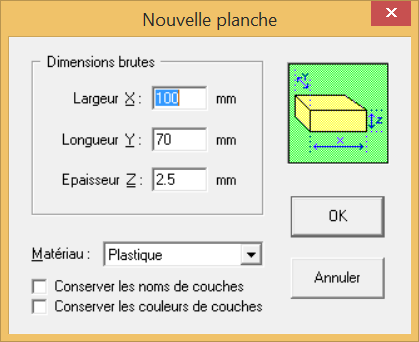 Nouvelle planche
Dimensions brutes
Largeur X : 100 mm
Longueur Y : 70 mm
Epaisseur Z : 2.5 mm
Y
Z
X
OK
Matériau : Plastique
Annuler
Conserver les noms de couches
Conserver les couleurs de couches